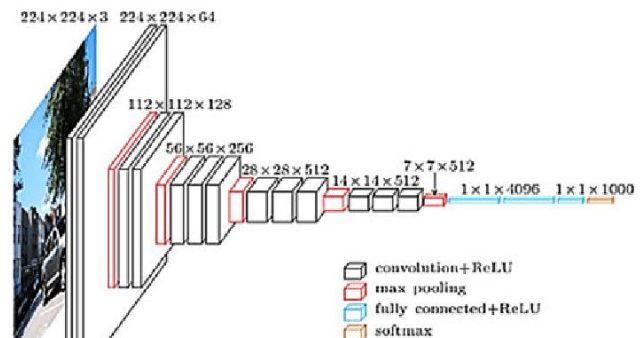 224×224×3
224×224×64
112×112×128
56×56×256
28×28×512
14×14×512
7×7×512
1×1×4096
1×1×1000
convolution+ReLU
max pooling
fully connected+ReLU
softmax